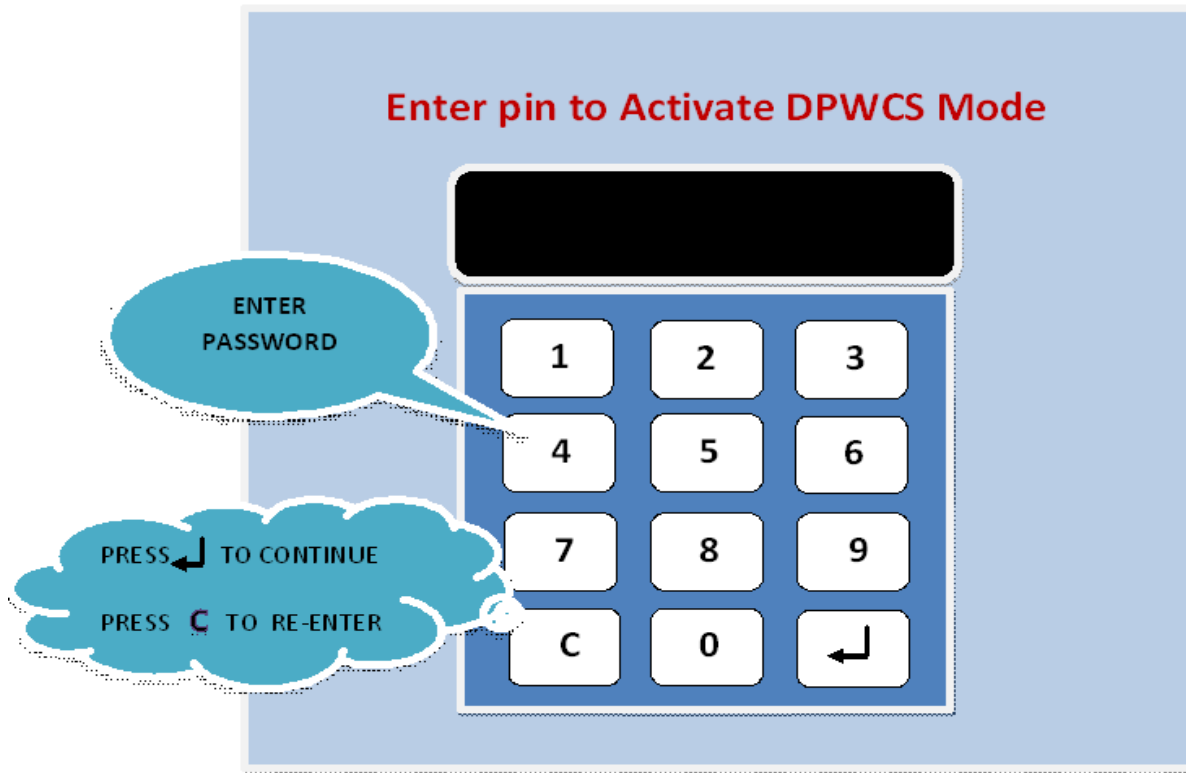 Enter pin to Activate DPWCS Mode
ENTER
PASSWORD
1 2 3
4 5 6
PRESS ↵ TO CONTINUE
7 8 9
PRESS C TO RE-ENTER
C 0 ↵